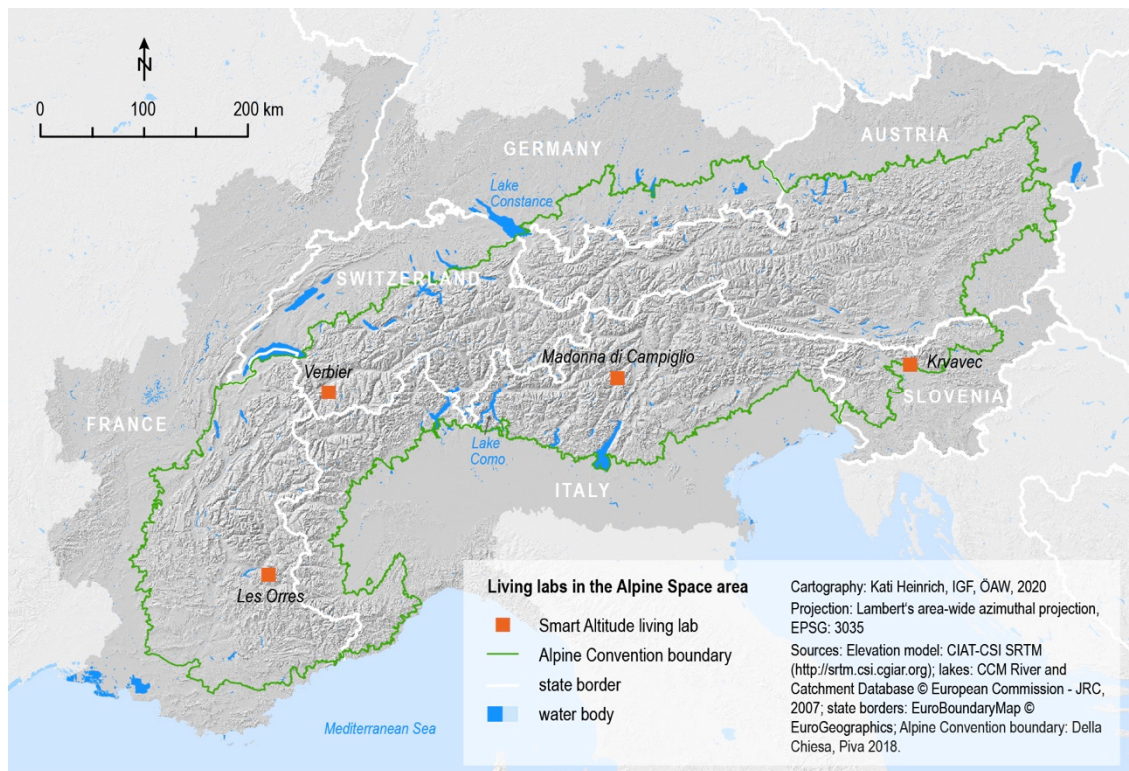 N
0 100 200 km
GERMANY
AUSTRIA
Lake
Constance
SWITZERLAND
Verbier
Madonna di Campiglio
Krvavec
SLOVENIA
FRANCE
Lake
Como
ITALY
Les Orres
Mediterranean Sea
Living labs in the Alpine Space area
Smart Altitude living lab
Alpine Convention boundary
state border
water body
Cartography: Kati Heinrich, IGF, ÖAW, 2020
Projection: Lambert's area-wide azimuthal projection,
EPSG: 3035
Sources: Elevation model: CIAT-CSI SRTM
(http://srtm.csi.cgiar.org); lakes: CCM River and
Catchment Database © European Commission - JRC,
2007; state borders: EuroBoundaryMap ©
EuroGeographics; Alpine Convention boundary: Della
Chiesa, Piva 2018.